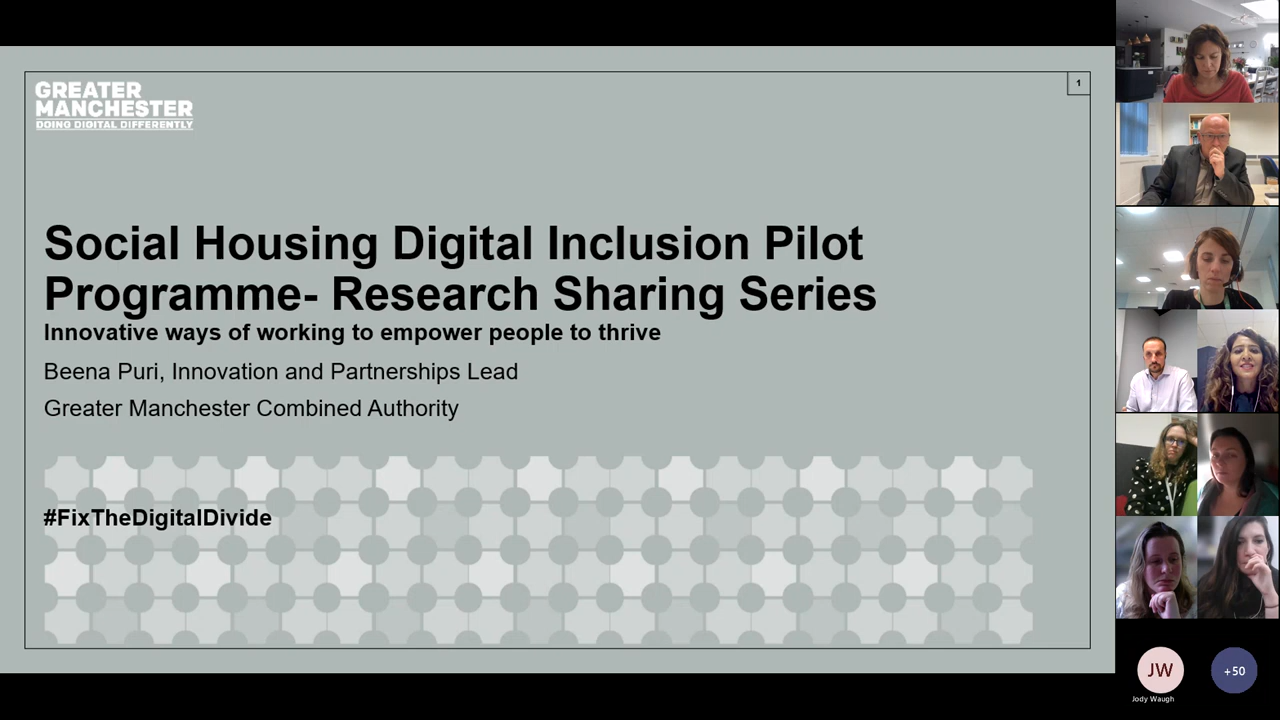 GREATER
MANCHESTER
DOING DIGITAL DIFFERENTLY
1
Social Housing Digital Inclusion Pilot
Programme- Research Sharing Series
Innovative ways of working to empower people to thrive
Beena Puri, Innovation and Partnerships Lead
Greater Manchester Combined Authority
#FixTheDigitalDivide
JW
+50
Jody Waugh